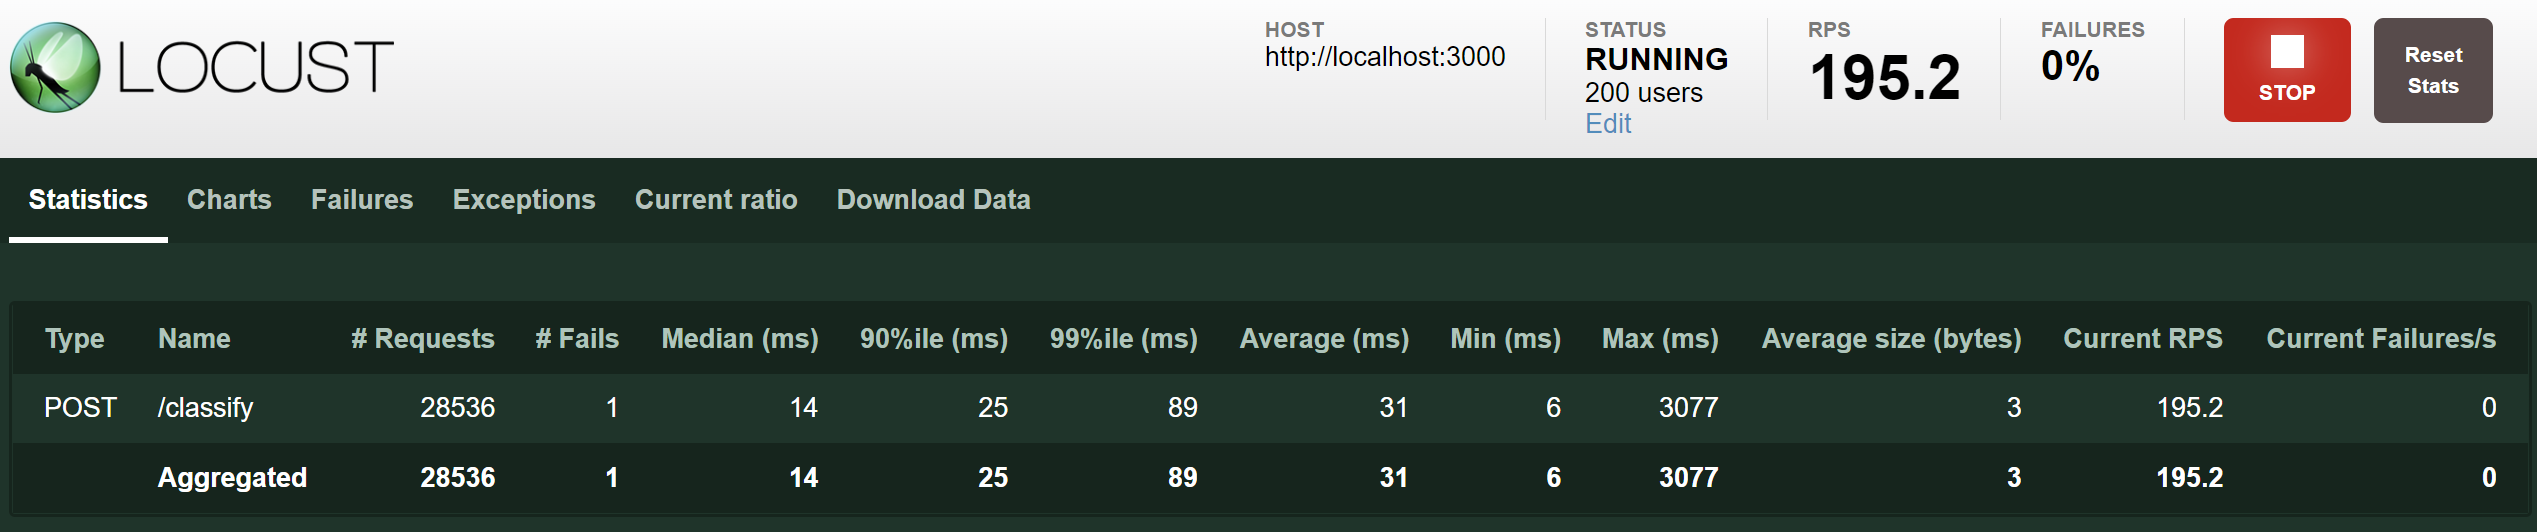 LOCUST
HOST
http://localhost:3000
STATUS
RUNNING
200 users
Edit
RPS
195.2
FAILURES
0%
STOP
Reset
Stats
Statistics Charts Failures Exceptions Current ratio Download Data
Type Name # Requests # Fails Median (ms) 90%ile (ms) 99%ile (ms) Average (ms) Min (ms) Max (ms) Average size (bytes) Current RPS Current Failures/s
POST /classify 28536 1 14 25 89 31 6 3077 3 195.2 0
Aggregated 28536 1 14 25 89 31 6 3077 3 195.2 0